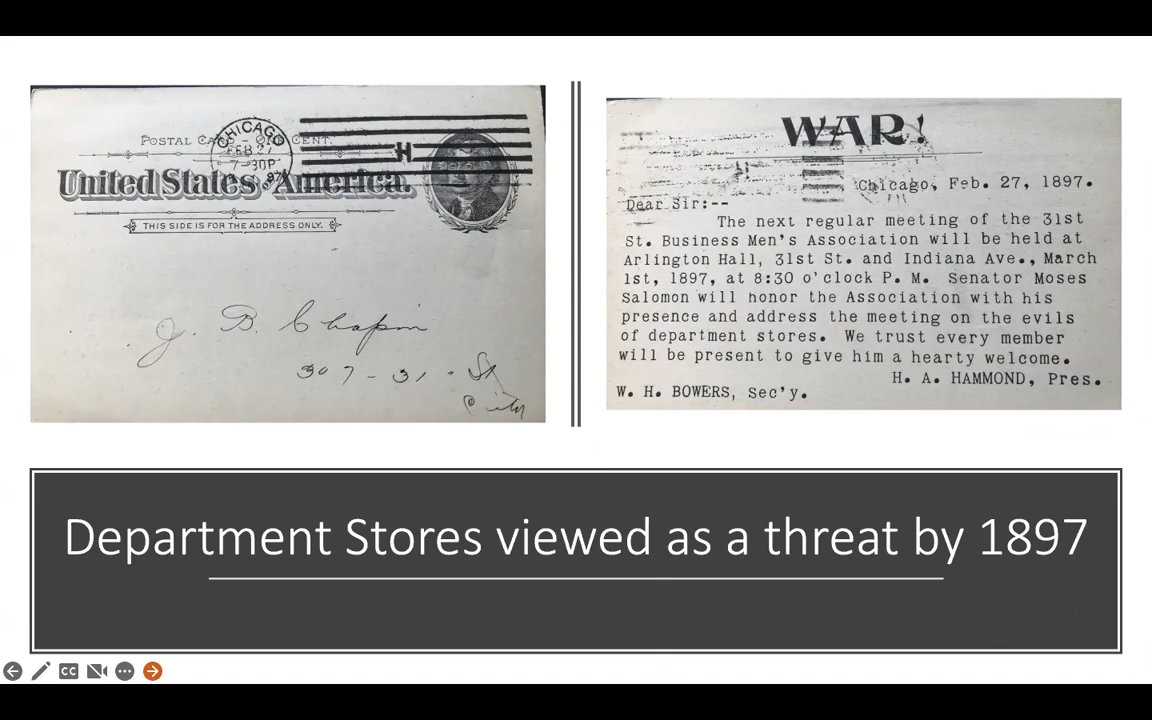 POSTAL CARD - ONE CENT.
CHICAGO
FEB 27
7-30P
97
H
United States of America.
THIS SIDE IS FOR THE ADDRESS ONLY.
J. B. Chapin
307-31 St
City
WAR!
Chicago, Feb. 27, 1897.
Dear Sir:--
The next regular meeting of the 31st
St. Business Men's Association will be held at
Arlington Hall, 31st St. and Indiana Ave., March
1st, 1897, at 8:30 o'clock P. M. Senator Moses
Salomon will honor the Association with his
presence and address the meeting on the evils
of department stores. We trust every member
will be present to give him a hearty welcome.
H. A. HAMMOND, Pres.
W. H. BOWERS, Sec'y.
Department Stores viewed as a threat by 1897
CC